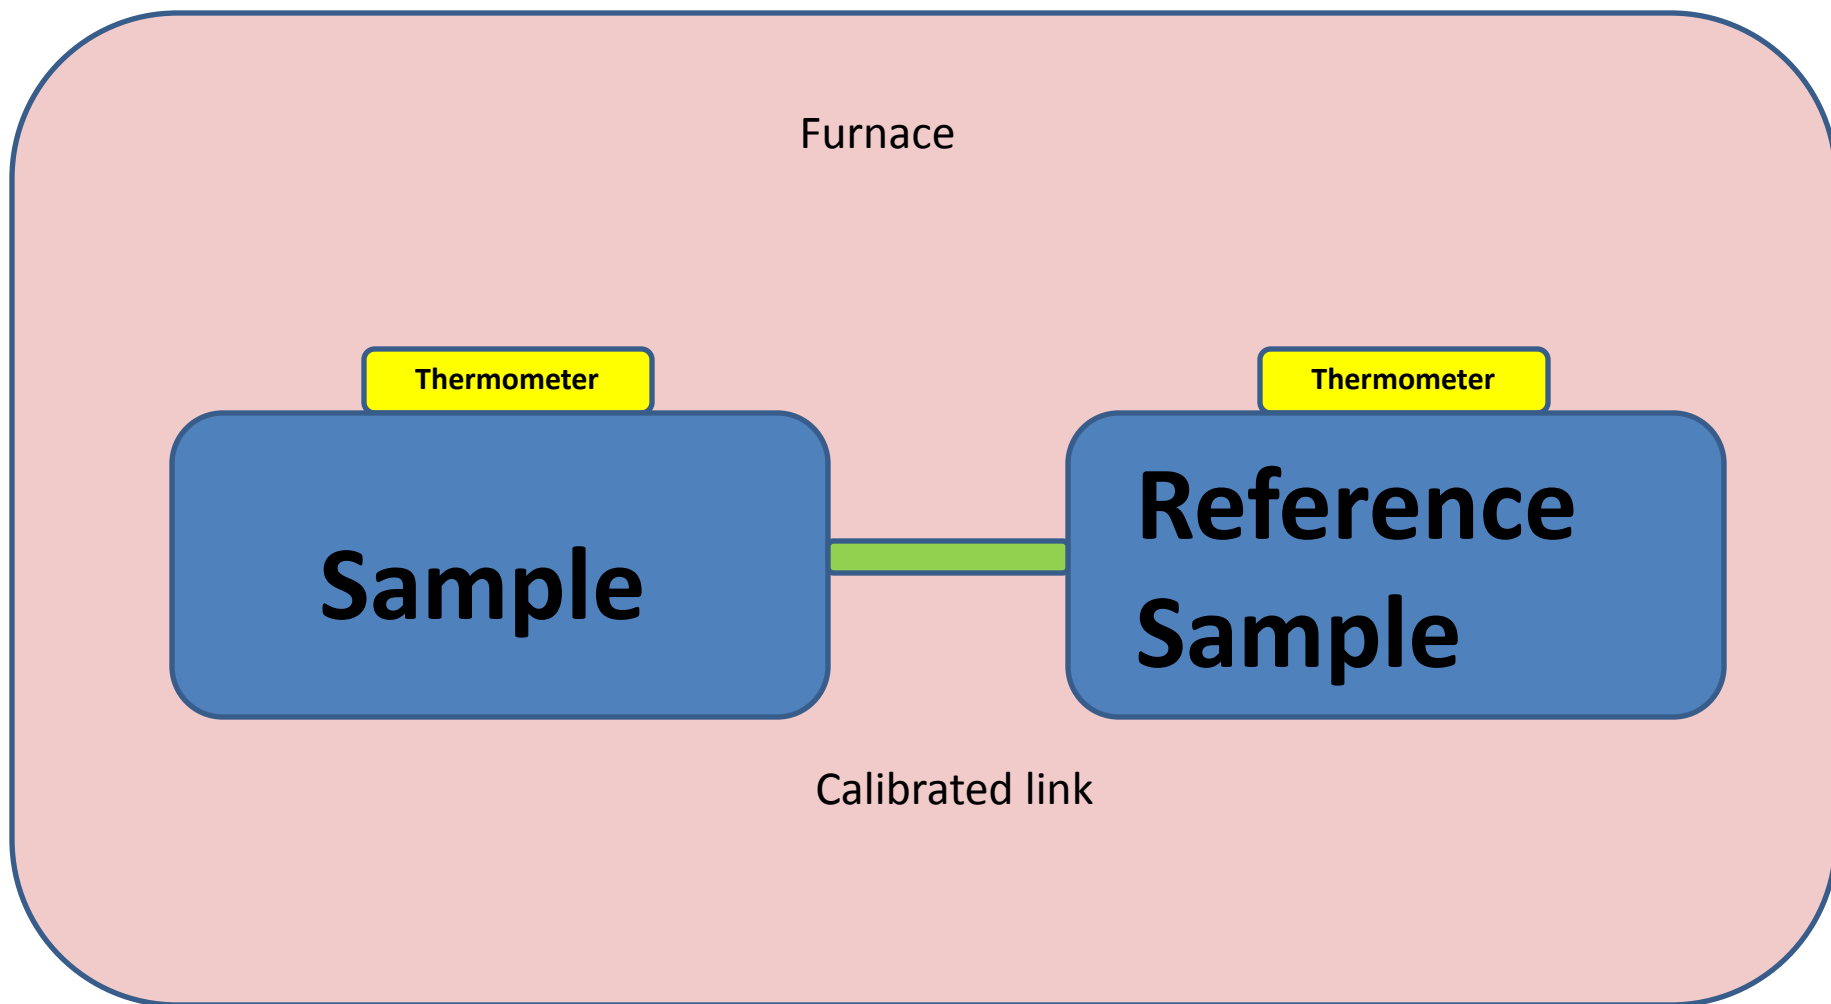 Furnace
Thermometer
Thermometer
Sample
Reference
Sample
Calibrated link